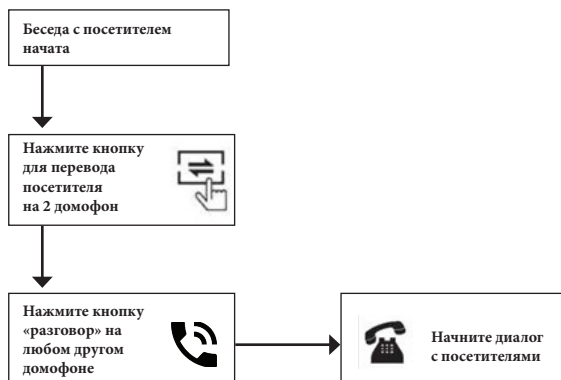 Беседа с посетителем
начата
Нажмите кнопку
для перевода
посетителя
на 2 домофон
Нажмите кнопку
«разговор» на
любом другом
домофоне
Начните диалог
с посетителями